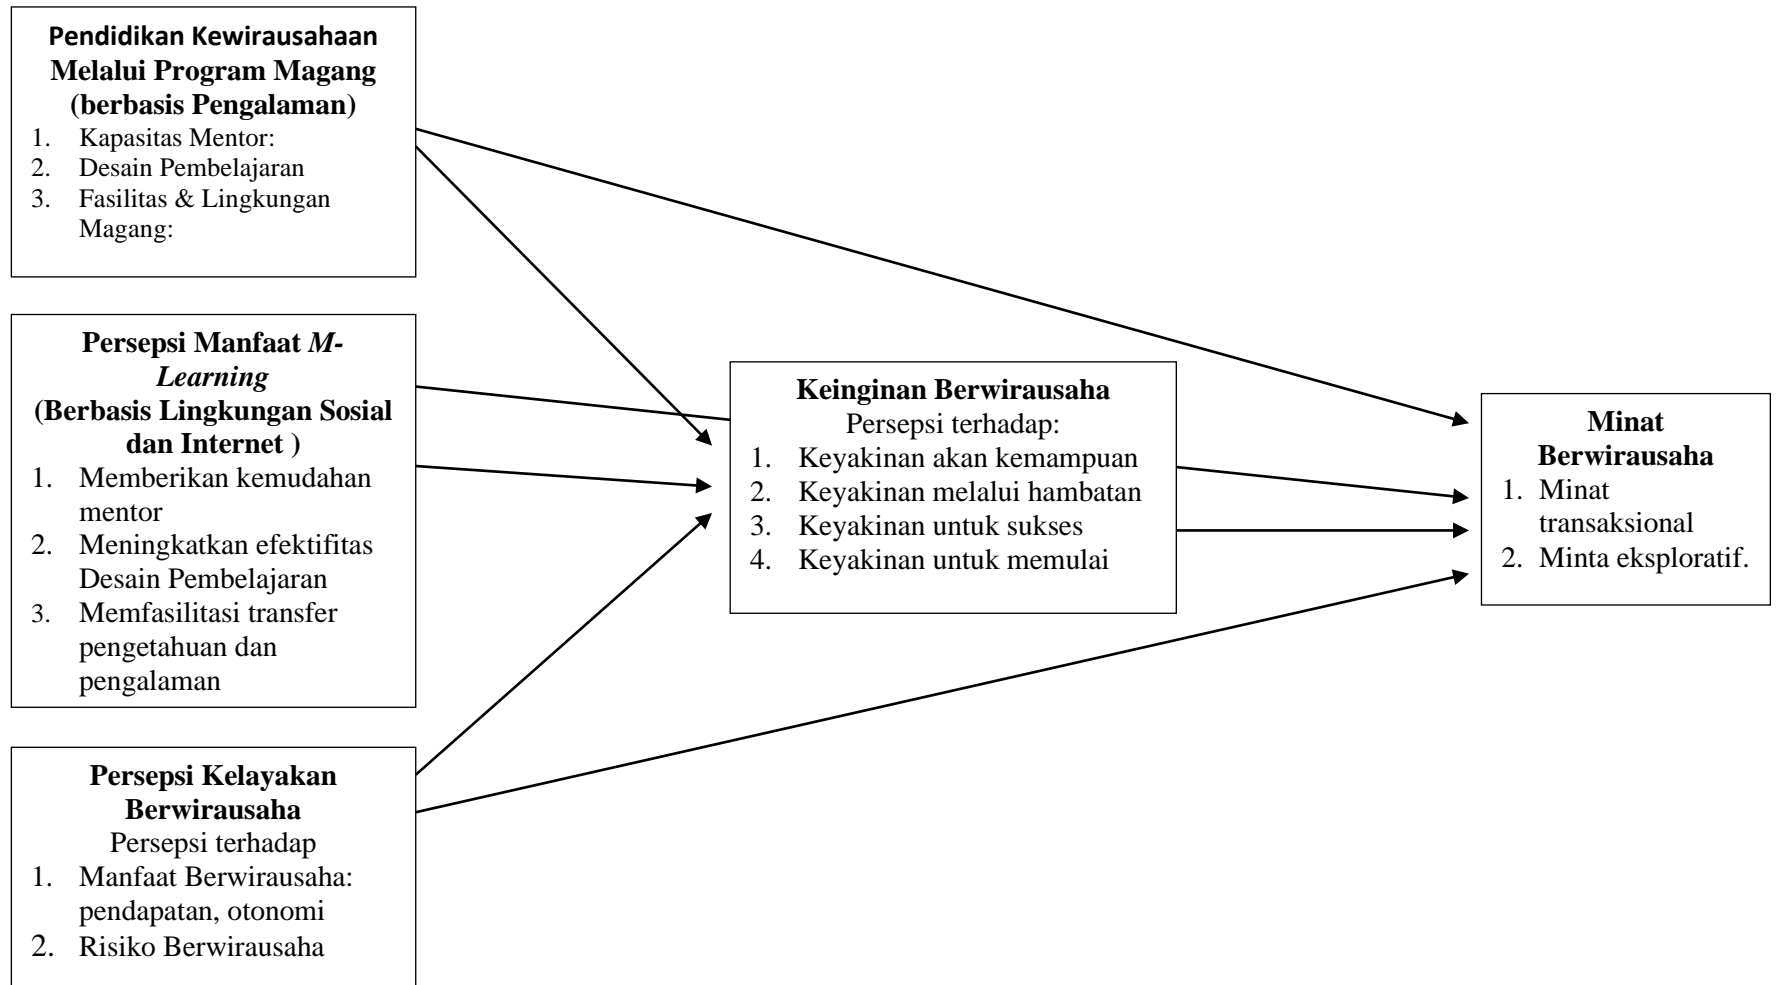 Pendidikan Kewirausahaan
Melalui Program Magang
(berbasis Pengalaman)
1. Kapasitas Mentor:
2. Desain Pembelajaran
3. Fasilitas & Lingkungan
Magang:
Persepsi Manfaat M-
Learning
(Berbasis Lingkungan Sosial
dan Internet )
1. Memberikan kemudahan
mentor
2. Meningkatkan efektifitas
Desain Pembelajaran
3. Memfasilitasi transfer
pengetahuan dan
pengalaman
Persepsi Kelayakan
Berwirausaha
Persepsi terhadap
1. Manfaat Berwirausaha:
pendapatan, otonomi
2. Risiko Berwirausaha
Keinginan Berwirausaha
Persepsi terhadap:
1. Keyakinan akan kemampuan
2. Keyakinan melalui hambatan
3. Keyakinan untuk sukses
4. Keyakinan untuk memulai
Minat
Berwirausaha
1. Minat
transaksional
2. Minta eksploratif.